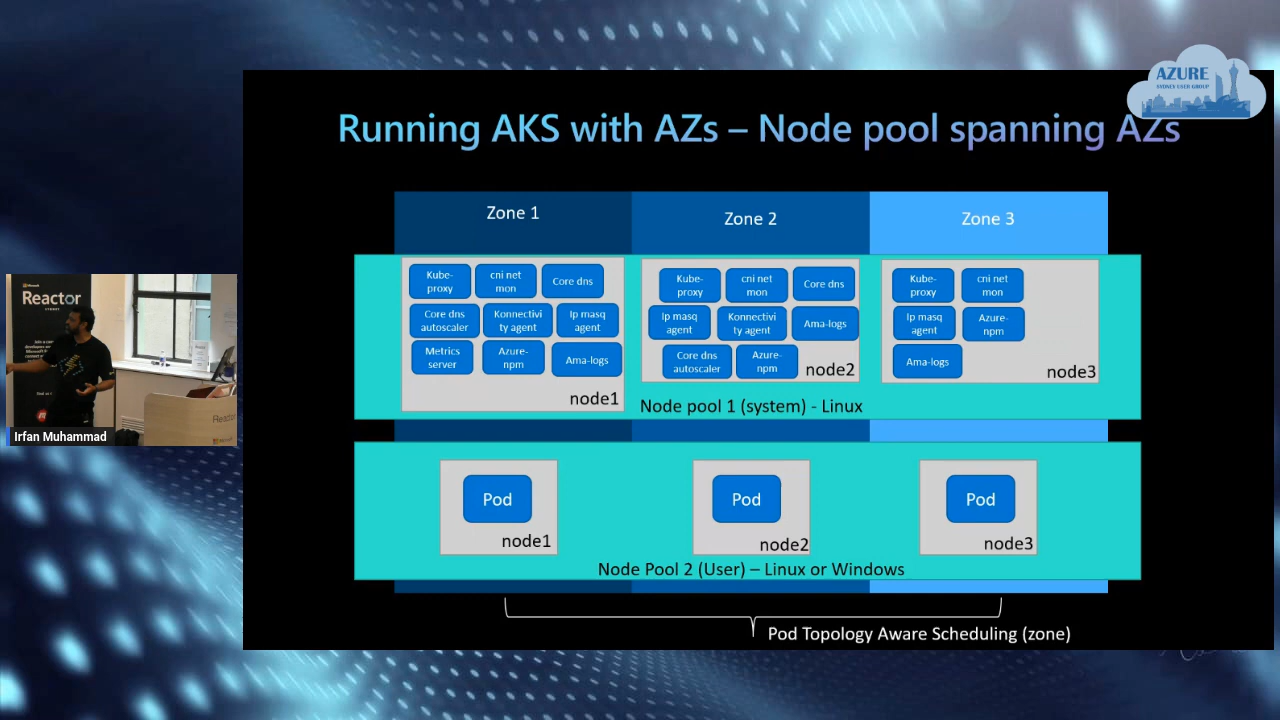 AZURE
SYDNEY USER GROUP
Running AKS with AZs – Node pool spanning AZs
Zone 1
Zone 2
Zone 3
Kube-
proxy
cni net
mon
Core dns
Core dns
autoscaler
Konnectivi
ty agent
Ip masq
agent
Metrics
server
Azure-
npm
Ama-logs
node1
Kube-
proxy
cni net
mon
Core dns
Ip masq
agent
Konnectivi
ty agent
Ama-logs
Core dns
autoscaler
Azure-
npm
node2
Kube-
proxy
cni net
mon
Ip masq
agent
Azure-
npm
Ama-logs
node3
Node pool 1 (system) - Linux
Pod
node1
Pod
node2
Pod
node3
Node Pool 2 (User) – Linux or Windows
Pod Topology Aware Scheduling (zone)
Reactor
SYDNEY
Irfan Muhammad